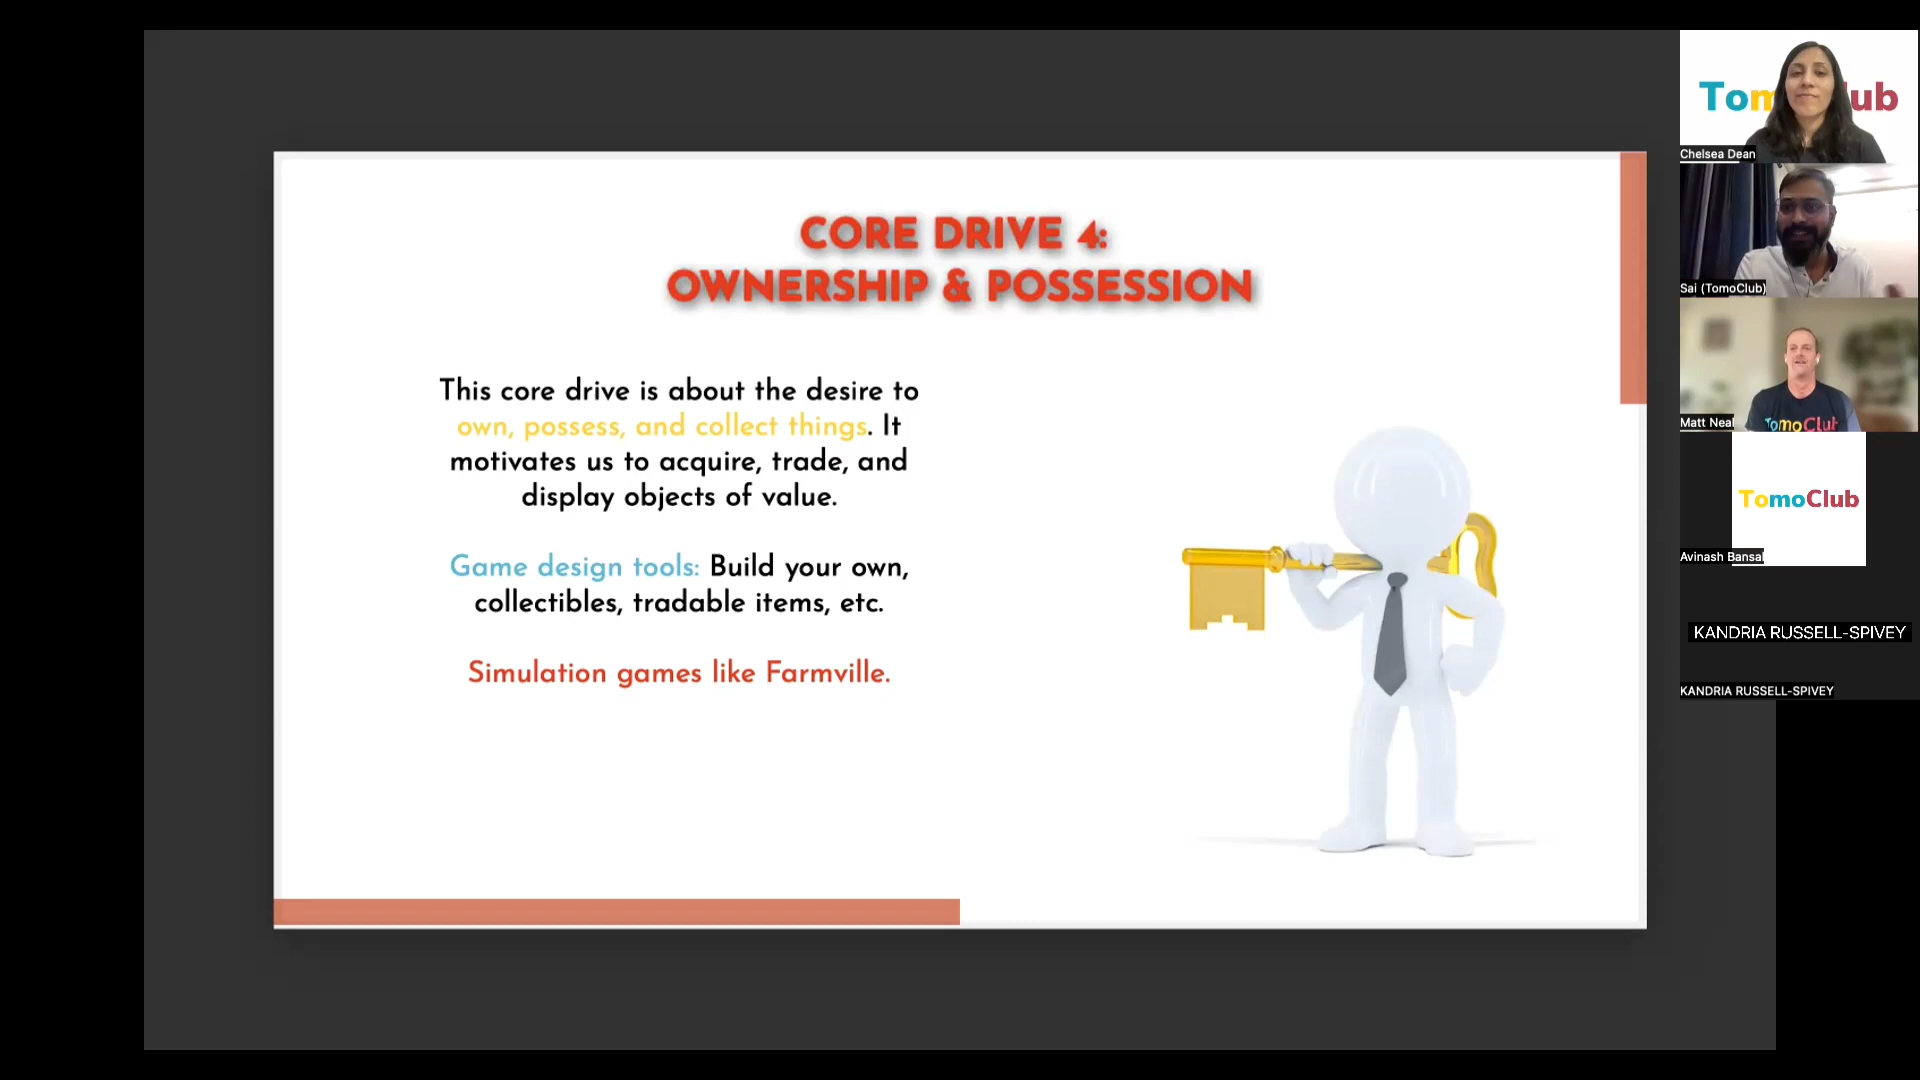 CORE DRIVE 4:
OWNERSHIP & POSSESSION
This core drive is about the desire to
own, possess, and collect things. It
motivates us to acquire, trade, and
display objects of value.
Game design tools: Build your own,
collectibles, tradable items, etc.
Simulation games like Farmville.
Tom lub
Chelsea Dean
Sai (TomoClub)
TomoClub
Matt Neal
TomoClub
Avinash Bansal
KANDRIA RUSSELL-SPIVEY
KANDRIA RUSSELL-SPIVEY